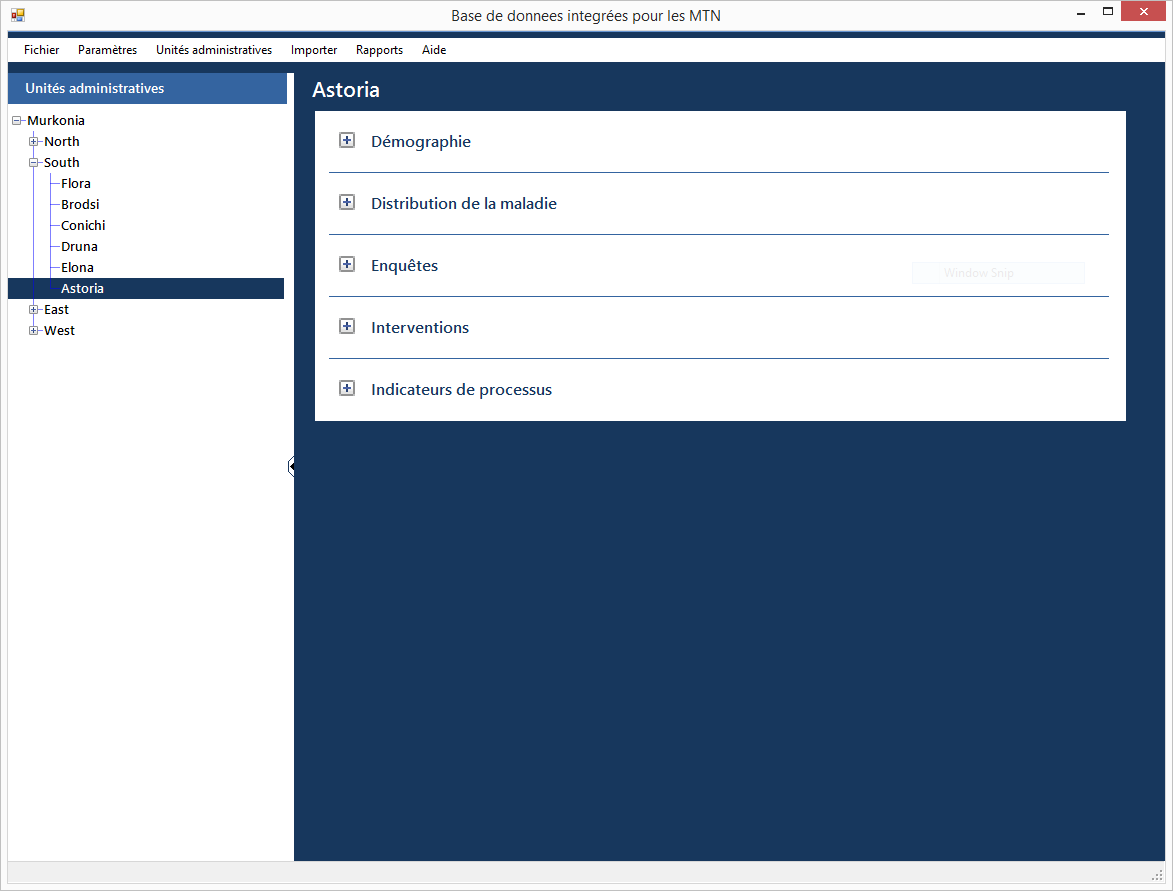 Base de donnees integrées pour les MTN
Fichier Paramètres Unités administratives Importer Rapports Aide
Unités administratives
Murkonia
North
South
Flora
Brodsi
Conichi
Druna
Elona
Astoria
East
West
Astoria
Démographie
Distribution de la maladie
Enquêtes
Window Snip
Interventions
Indicateurs de processus